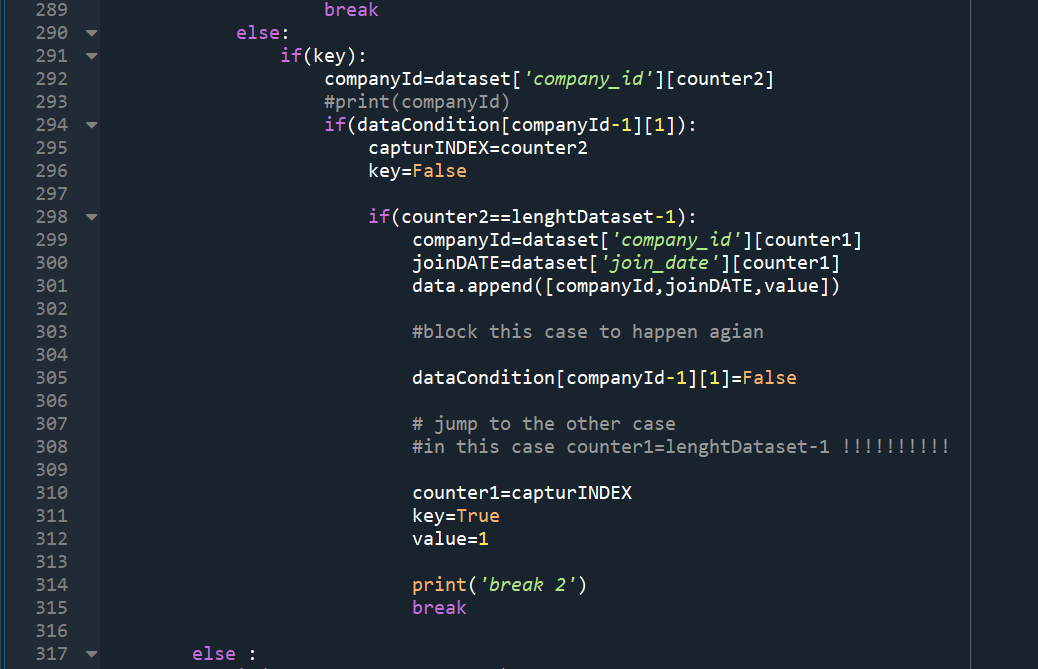 289 break
290 else:
291 if(key):
292 companyId=dataset['company_id'][counter2]
293 #print(companyId)
294 if(dataCondition[companyId-1][1]):
295 capturINDEX=counter2
296 key=False
297
298 if(counter2==lenghtDataset-1):
299 companyId=dataset['company_id'][counter1]
300 joinDATE=dataset['join_date'][counter1]
301 data.append([companyId,joinDATE,value])
302
303 #block this case to happen agian
304
305 dataCondition[companyId-1][1]=False
306
307 # jump to the other case
308 #in this case counter1=lenghtDataset-1 !!!!!!!!!!
309
310 counter1=capturINDEX
311 key=True
312 value=1
313
314 print('break 2')
315 break
316
317 else :